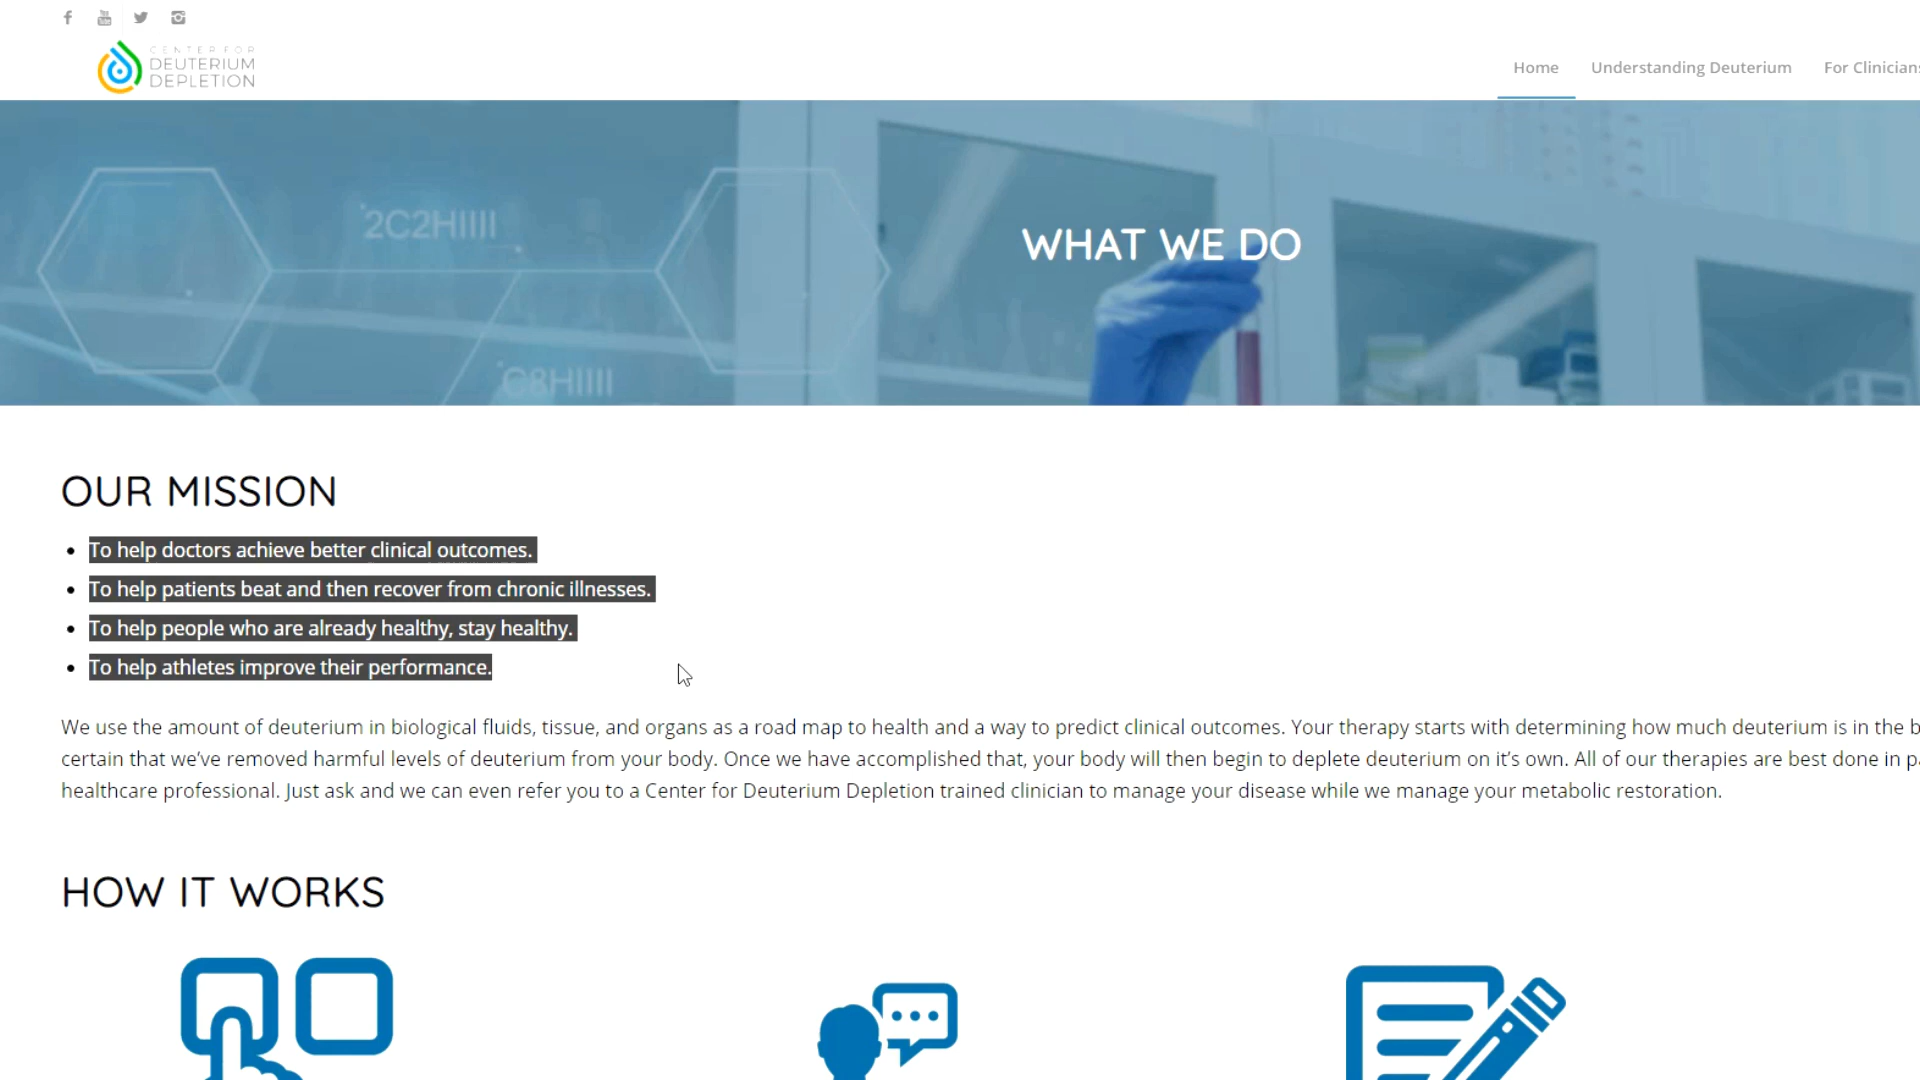 CENTER FOR
DEUTERIUM
DEPLETION
Home Understanding Deuterium For Clinicians
2C2HIIII
WHAT WE DO
C8HIIII
OUR MISSION
To help doctors achieve better clinical outcomes.
To help patients beat and then recover from chronic illnesses.
To help people who are already healthy, stay healthy.
To help athletes improve their performance.
We use the amount of deuterium in biological fluids, tissue, and organs as a road map to health and a way to predict clinical outcomes. Your therapy starts with determining how much deuterium is in the
certain that we’ve removed harmful levels of deuterium from your body. Once we have accomplished that, your body will then begin to deplete deuterium on it’s own. All of our therapies are best done in
healthcare professional. Just ask and we can even refer you to a Center for Deuterium Depletion trained clinician to manage your disease while we manage your metabolic restoration.
HOW IT WORKS